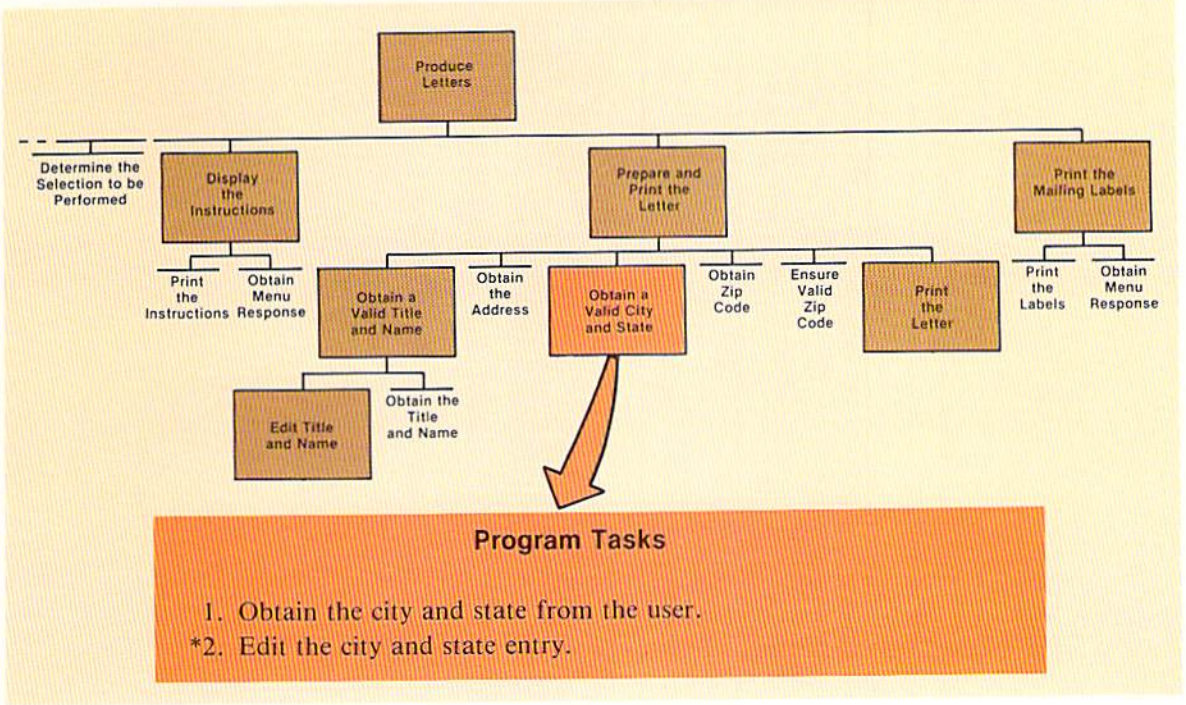 Produce
Letters
Determine the
Selection to be
Performed
Display
the
Instructions
Prepare and
Print the
Letter
Print the
Mailing Labels
Print
the
Instructions
Obtain
Menu
Response
Obtain a
Valid Title
and Name
Obtain
the
Address
Obtain a
Valid City
and State
Obtain
Zip
Code
Ensure
Valid
Zip
Code
Print
the
Letter
Print
the
Labels
Obtain
Menu
Response
Edit Title
and Name
Obtain the
Title
and Name
Program Tasks
1. Obtain the city and state from the user.
*2. Edit the city and state entry.